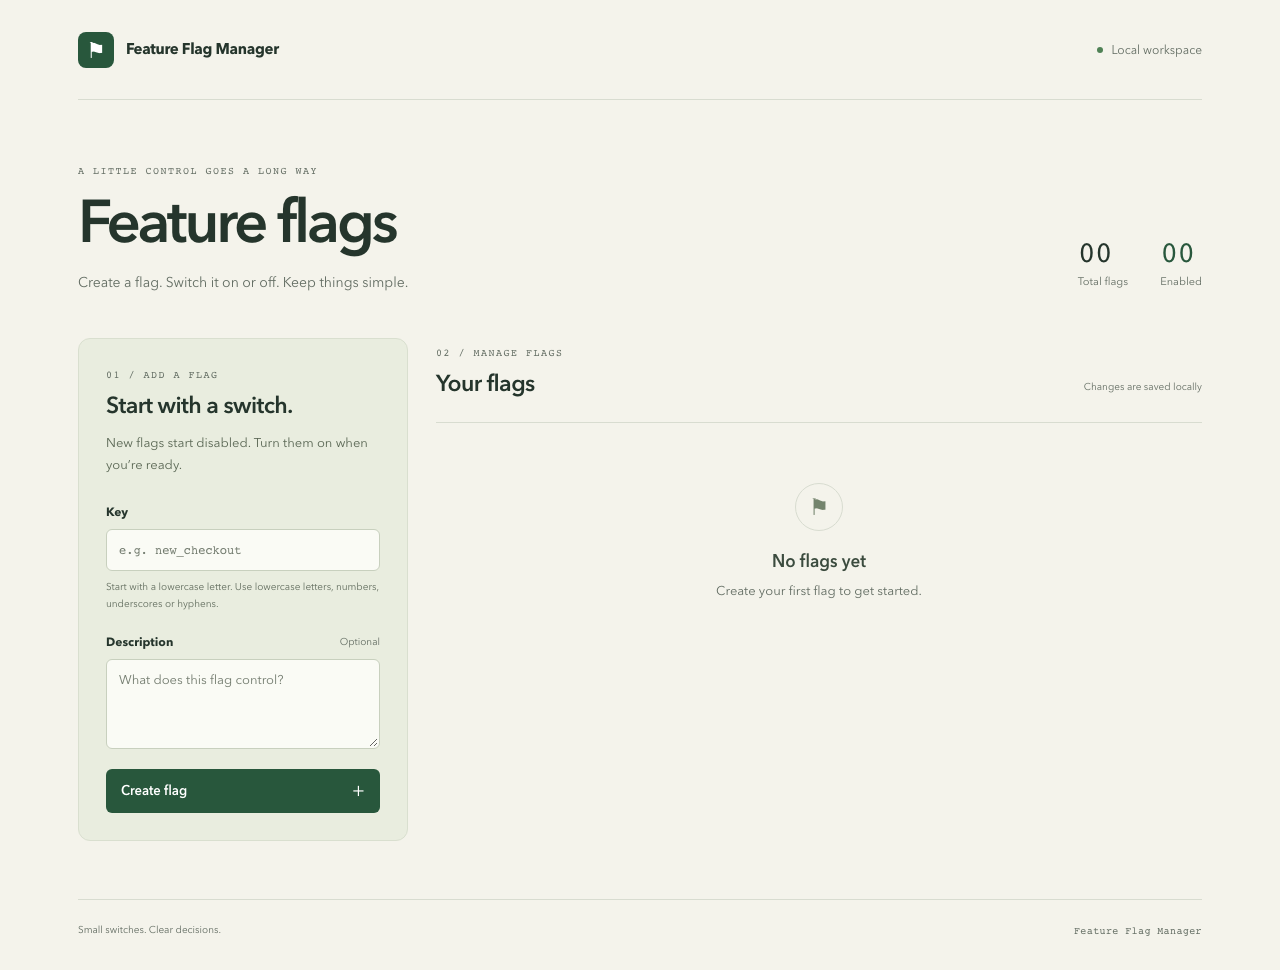 Feature Flag Manager
Local workspace
A LITTLE CONTROL GOES A LONG WAY
Feature flags
Create a flag. Switch it on or off. Keep things simple.
00
Total flags
00
Enabled
01 / ADD A FLAG
Start with a switch.
New flags start disabled. Turn them on when
you’re ready.
Key
e.g. new_checkout
Start with a lowercase letter. Use lowercase letters, numbers,
underscores or hyphens.
Description
Optional
What does this flag control?
Create flag
+
02 / MANAGE FLAGS
Your flags
Changes are saved locally
No flags yet
Create your first flag to get started.
Small switches. Clear decisions.
Feature Flag Manager